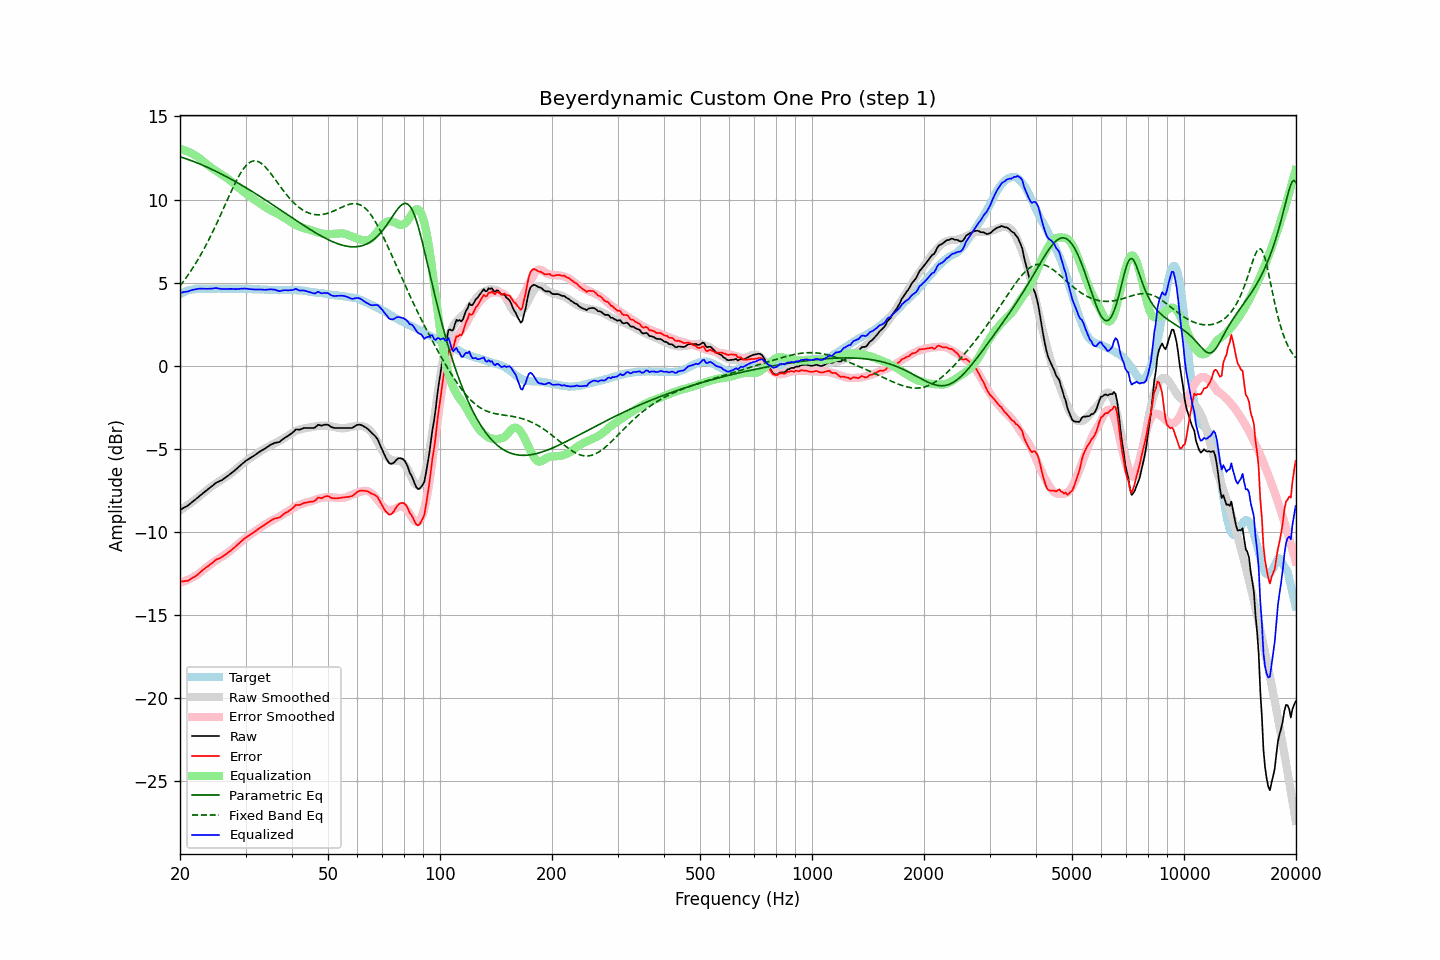 Beyerdynamic Custom One Pro (step 1)
15
10
5
0
−5
−10
−15
−20
−25
Amplitude (dBr)
Target
Raw Smoothed
Error Smoothed
Raw
Error
Equalization
Parametric Eq
Fixed Band Eq
Equalized
20 50 100 200 500 1000 2000 5000 10000 20000
Frequency (Hz)